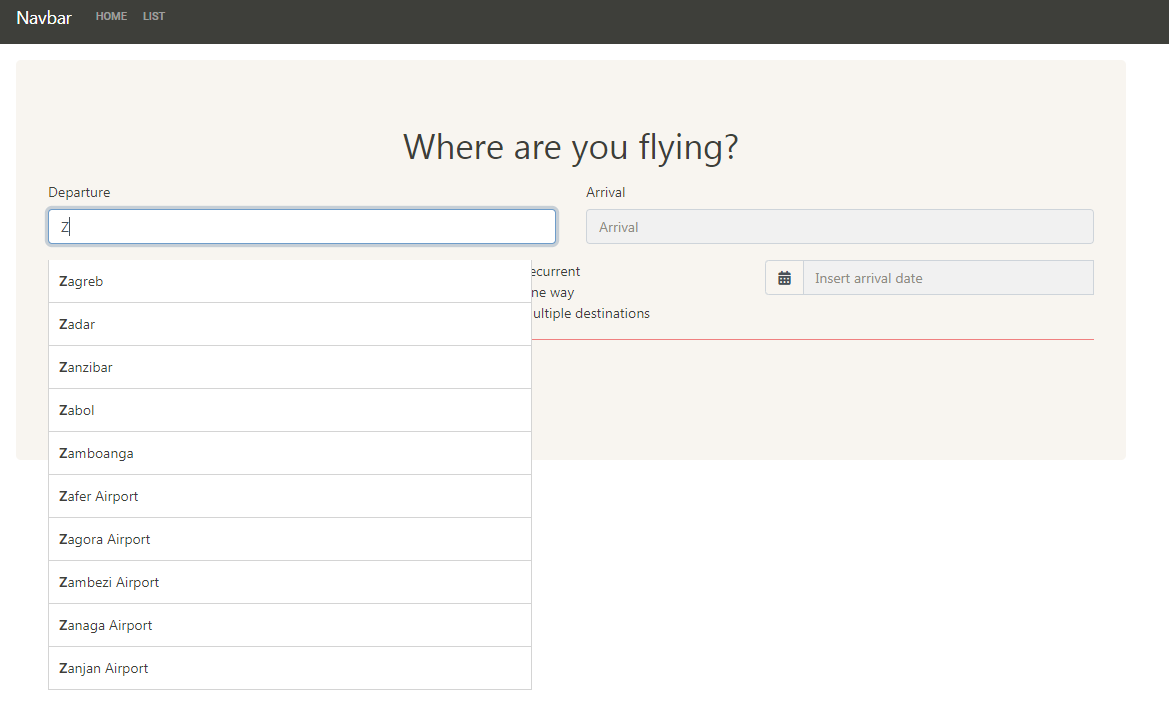 Navbar HOME LIST
Where are you flying?
Departure
Arrival
Z
Arrival
Zagreb
Zadar
Zanzibar
Zabol
Zamboanga
Zafer Airport
Zagora Airport
Zambezi Airport
Zanaga Airport
Zanjan Airport
ecurrent
ne way
ultiple destinations
Insert arrival date